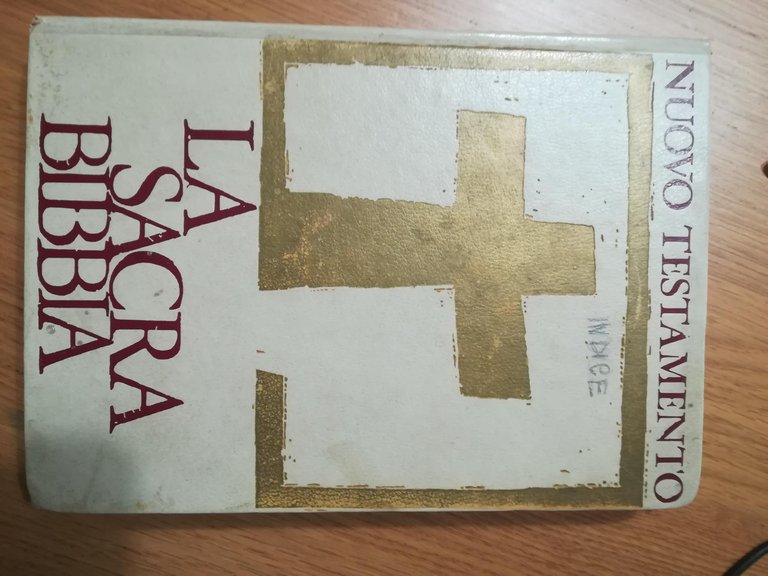 NUOVO TESTAMENTO
INDICE
LA
SACRA
BIBBIA